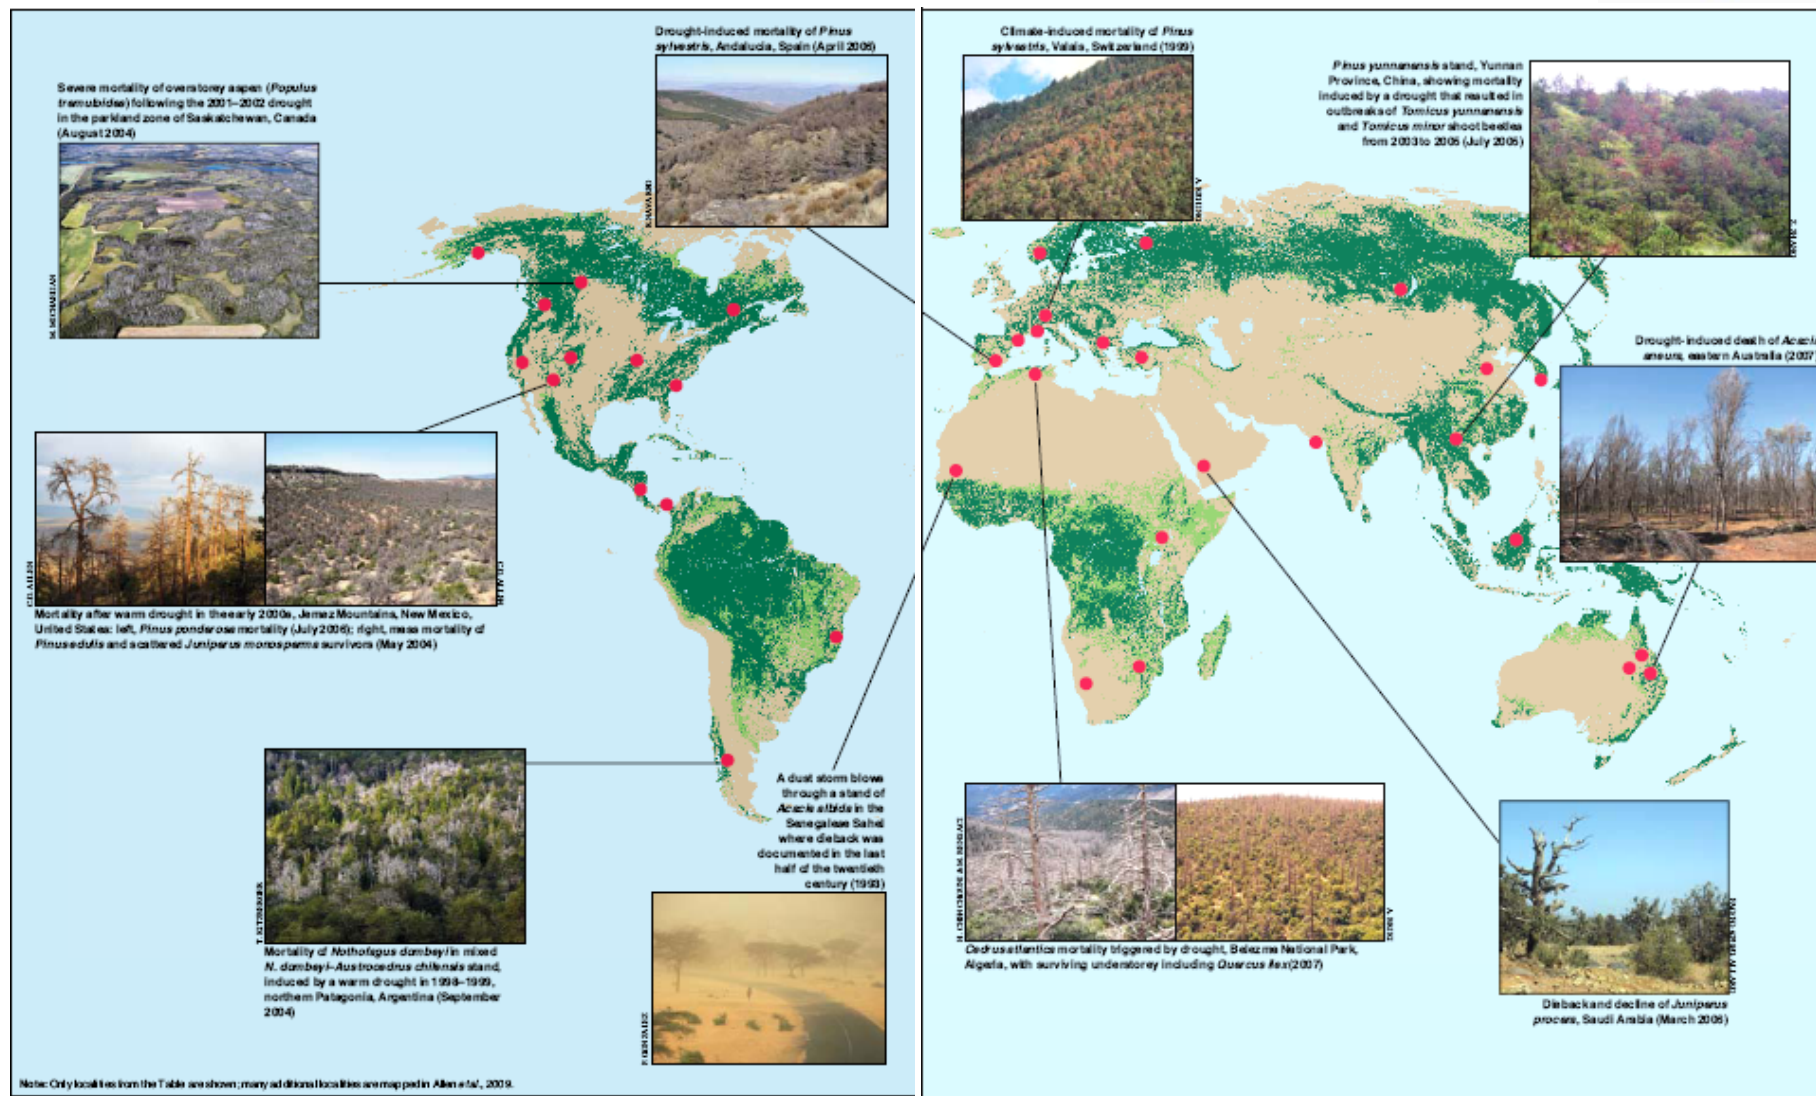 Severe mortality of overstorey aspen (Populus
tremuloides) following the 2001–2002 drought
in the parkland zone of Saskatchewan, Canada
(August 2004)
M. MICHAELIAN
Drought-induced mortality of Pinus
sylvestris, Andalucia, Spain (April 2006)
R. NAVARRO
C.D. ALLEN
C.D. ALLEN
Mortality after warm drought in the early 2000s, Jemez Mountains, New Mexico,
United States: left, Pinus ponderosa mortality (July 2006); right, mass mortality of
Pinus edulis and scattered Juniperus monosperma survivors (May 2004)
T. KITZBERGER
Mortality of Nothofagus dombeyi in mixed
N. dombeyi–Austrocedrus chilensis stand,
induced by a warm drought in 1998–1999,
northern Patagonia, Argentina (September
2004)
A dust storm blows
through a stand of
Acacia albida in the
Senegalese Sahel
where dieback was
documented in the last
half of the twentieth
century (1993)
P. GONZALEZ
Note: Only localities from the Table are shown; many additional localities are mapped in Allen et al., 2009.
Climate-induced mortality of Pinus
sylvestris, Valais, Switzerland (1999)
A. RIGLING
Pinus yunnanensis stand, Yunnan
Province, China, showing mortality
induced by a drought that resulted in
outbreaks of Tomicus yunnanensis
and Tomicus minor shoot beetles
from 2003 to 2005 (July 2005)
Drought-induced death of Acacia
aneura, eastern Australia (2007
Cedrus atlantica mortality triggered by drought, Belezma National Park,
Algeria, with surviving understorey including Quercus ilex (2007)
Dieback and decline of Juniperus
procera, Saudi Arabia (March 2006)